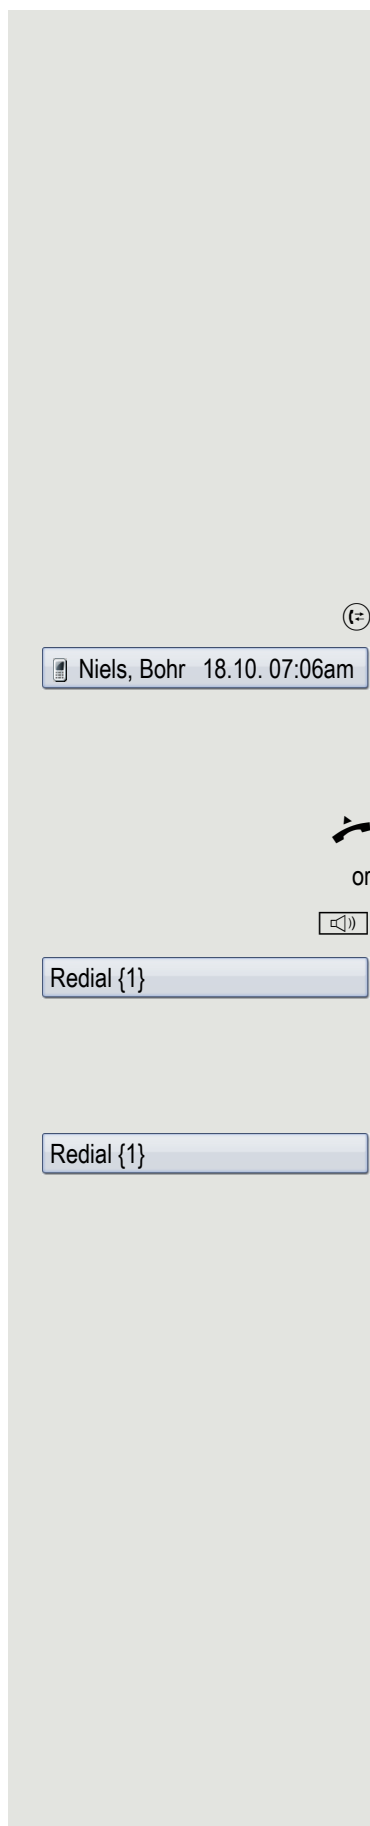 Niels, Bohr 18.10. 07:06am
or
Redial {1}
Redial {1}